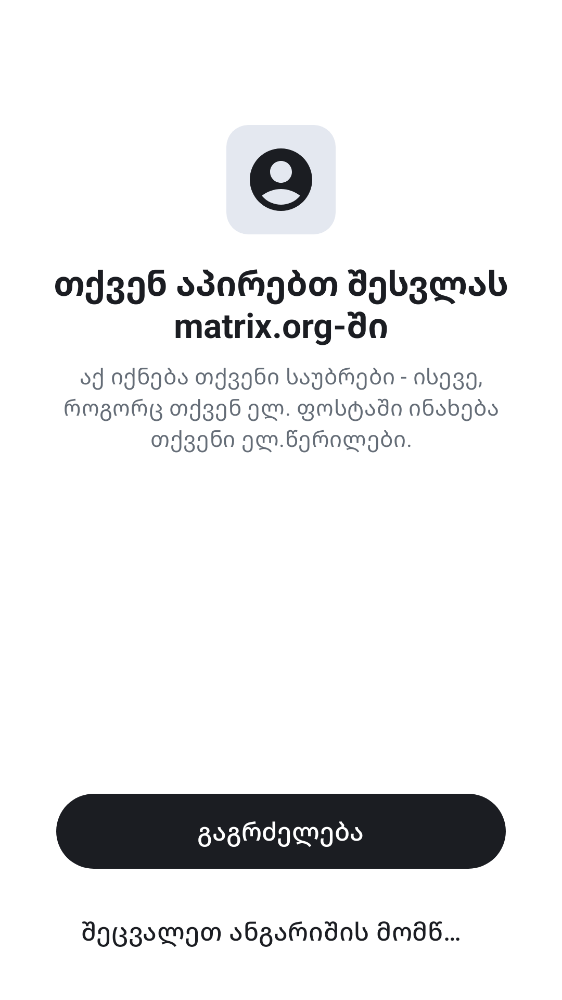 თქვენ აპირებთ შესვლას
matrix.org-ში
აქ იქნება თქვენი საუბრები - ისევე,
როგორც თქვენ ელ. ფოსტაში ინახება
თქვენი ელ.წერილები.
გაგრძელება
შეცვალეთ ანგარიშის მომწ...